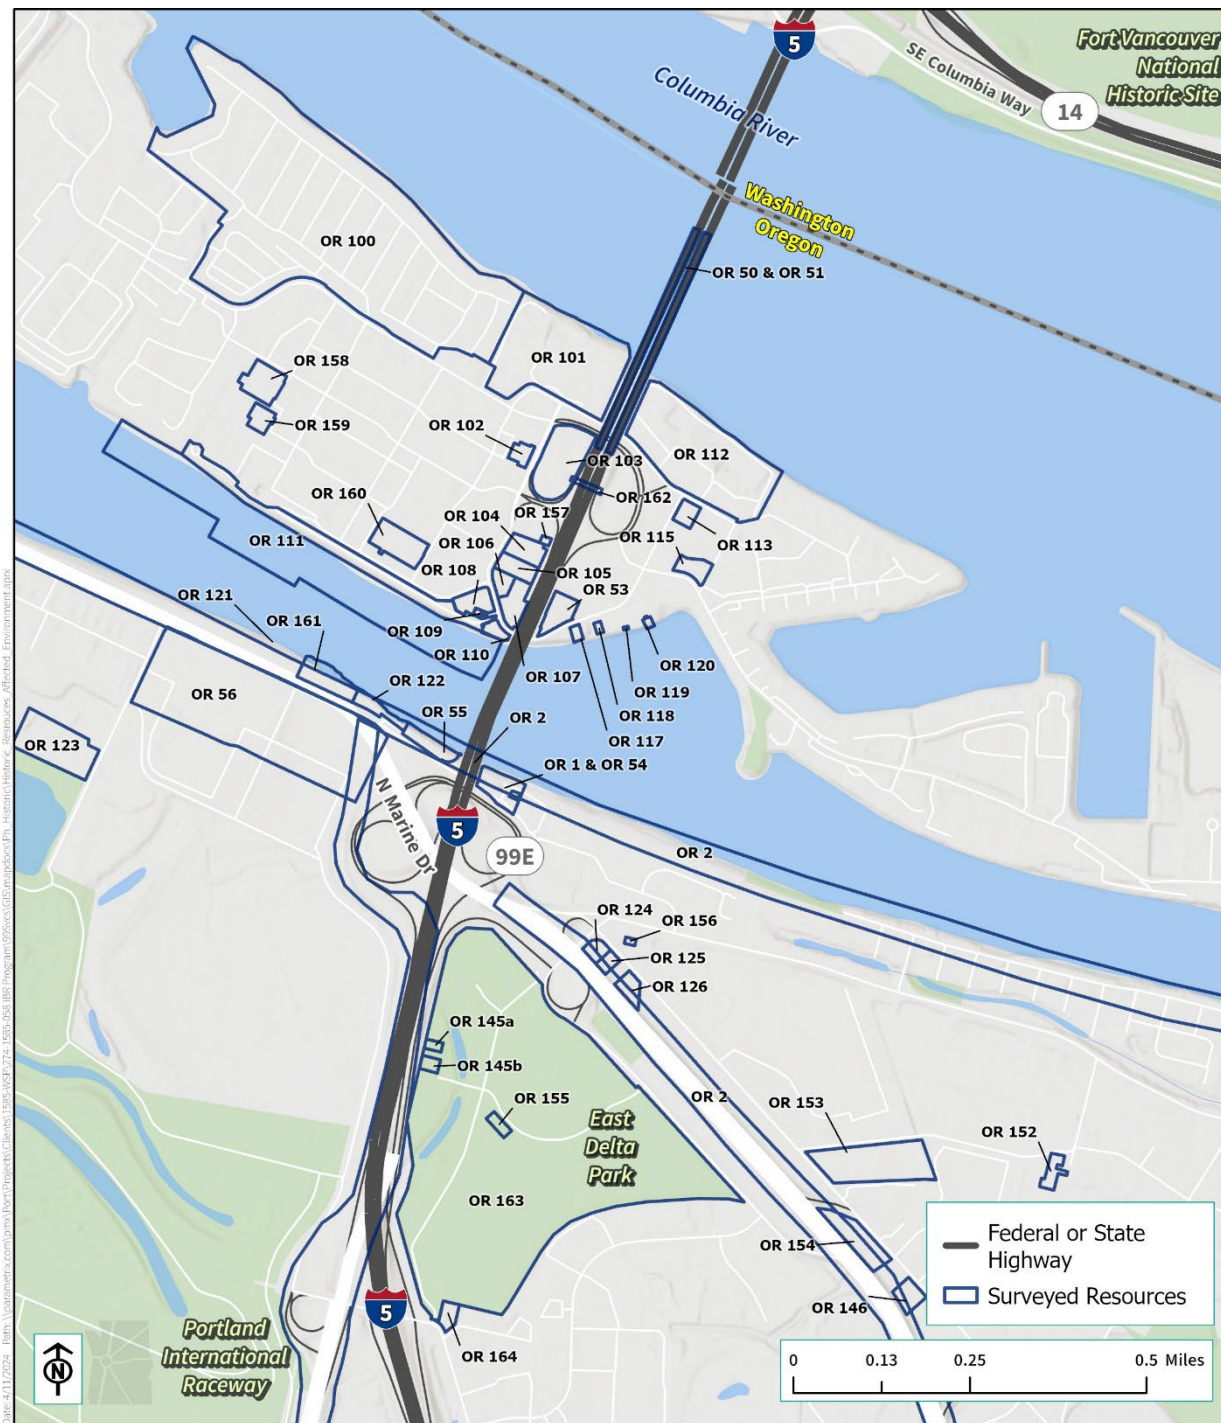 5
Fort Vancouver
National
Historic Site
SE Columbia Way
14
Columbia River
Washington
Oregon
OR 100
OR 50 & OR 51
OR 101
OR 158
OR 159
OR 102
OR 103
OR 112
OR 162
OR 160
OR 157
OR 104
OR 111
OR 106
OR 115
OR 113
OR 108
OR 105
OR 53
OR 121
OR 109
OR 161
OR 110
OR 107
OR 120
OR 119
OR 118
OR 117
OR 56
OR 122
OR 55
OR 2
OR 123
OR 1 & OR 54
N Marine Dr
5
99E
OR 2
OR 124
OR 156
OR 125
OR 126
OR 145a
OR 145b
OR 155
East
Delta
Park
OR 2
OR 153
OR 152
OR 163
OR 154
OR 146
5
OR 164
Portland
International
Raceway
N
Federal or State
Highway
Surveyed Resources
0 0.13 0.25 0.5 Miles